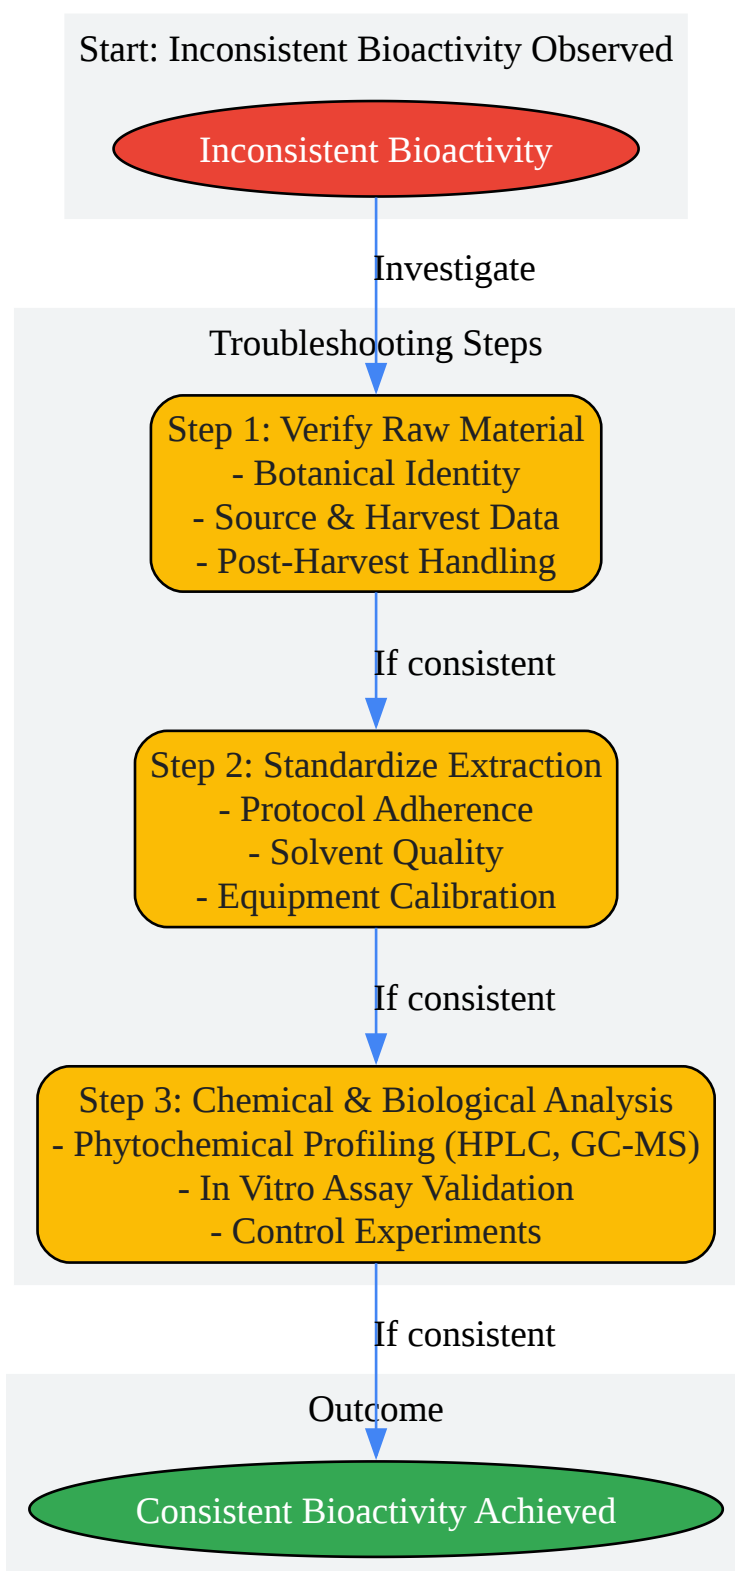 Start: Inconsistent Bioactivity Observed
Inconsistent Bioactivity
Investigate
Troubleshooting Steps
Step 1: Verify Raw Material
- Botanical Identity
- Source & Harvest Data
- Post-Harvest Handling
If consistent
Step 2: Standardize Extraction
- Protocol Adherence
- Solvent Quality
- Equipment Calibration
If consistent
Step 3: Chemical & Biological Analysis
- Phytochemical Profiling (HPLC, GC-MS)
- In Vitro Assay Validation
- Control Experiments
If consistent
Outcome
Consistent Bioactivity Achieved